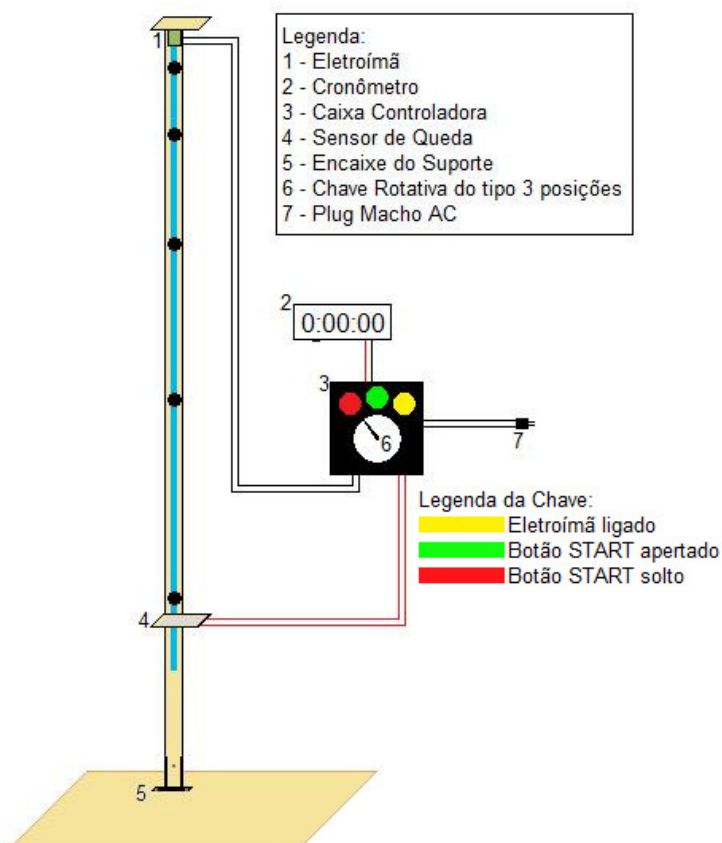 Legenda:
1 - Eletroímã
2 - Cronômetro
3 - Caixa Controladora
4 - Sensor de Queda
5 - Encaixe do Suporte
6 - Chave Rotativa do tipo 3 posições
7 - Plug Macho AC
1
2
0:00:00
3
6
7
Legenda da Chave:
Eletroímã ligado
Botão START apertado
Botão START solto
4
5